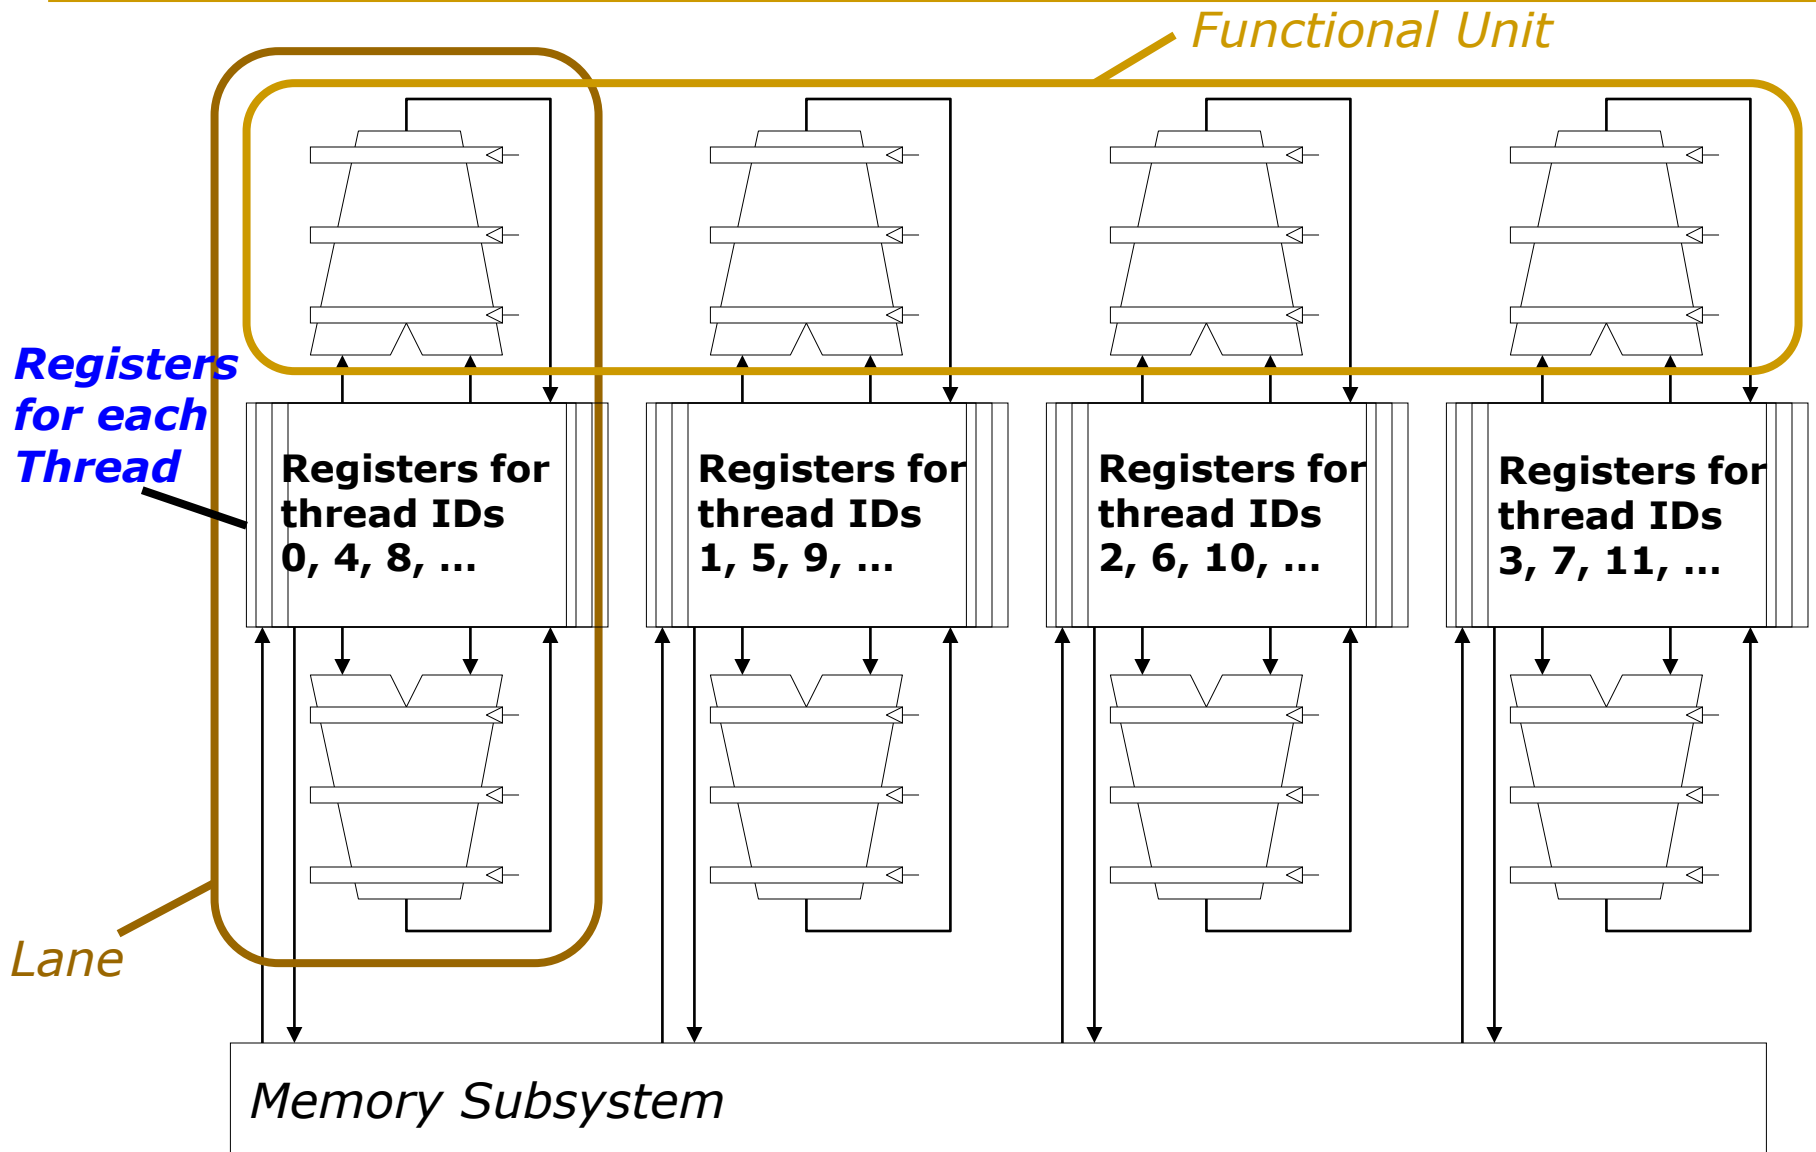 Functional Unit
Registers
for each
Thread
Registers for
thread IDs
0, 4, 8, …
Registers for
thread IDs
1, 5, 9, …
Registers for
thread IDs
2, 6, 10, …
Registers for
thread IDs
3, 7, 11, …
Lane
Memory Subsystem